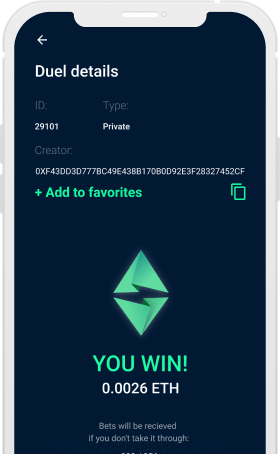 Duel details
ID: Type:
29101 Private
Creator:
0XF43DD3D777BC49E438B170B0D92E3F28327452CF
+ Add to favorites
YOU WIN!
0.0026 ETH
Bets will be recieved
if you don't take it through: